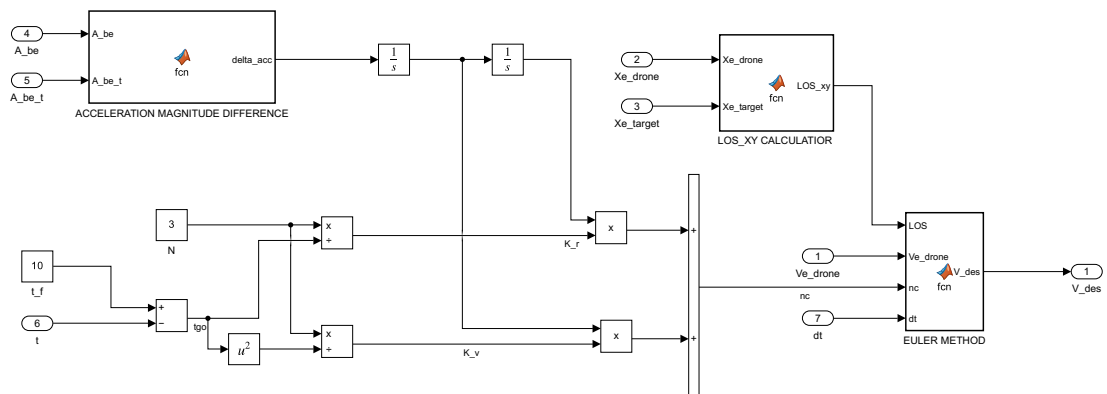 4
A_be
5
A_be_t
A_be
A_be_t
fcn
delta_acc
ACCELERATION MAGNITUDE DIFFERENCE
1
s
1
s
2
Xe_drone
3
Xe_target
Xe_drone
Xe_target
fcn
LOS_xy
LOS_XY CALCULATIOR
3
N
x
÷
K_r
x
+
10
t_f
6
t
+
−
tgo
u²
x
÷
K_v
x
+
nc
1
Ve_drone
7
dt
LOS
Ve_drone
nc
dt
fcn
V_des
EULER METHOD
1
V_des